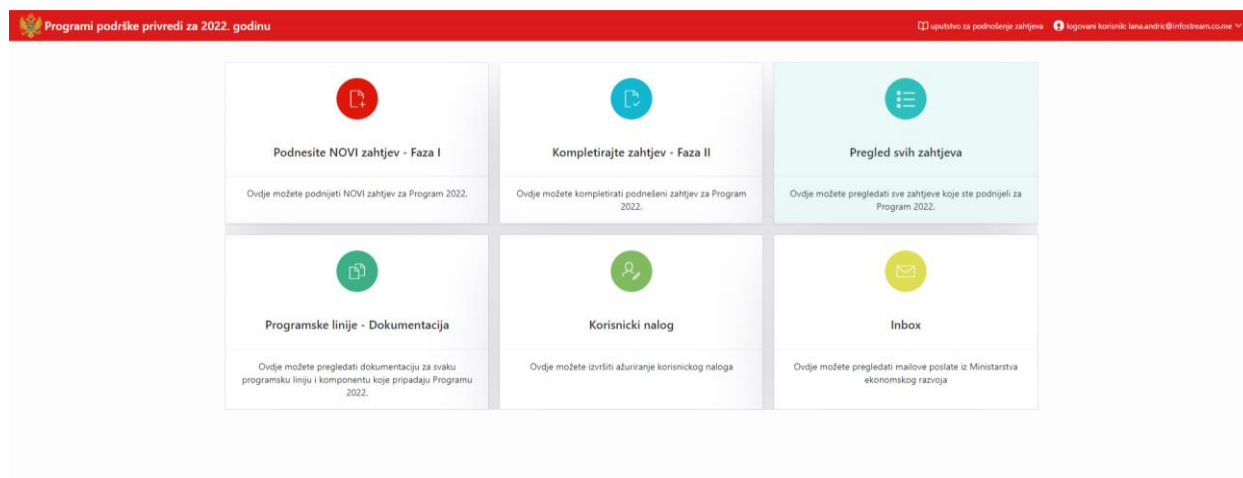 Programi podrške privredi za 2022. godinu
uputstvo za podnošenje zahtjeva
logovani korisnik: lana.andric@infostream.co.me
Podnesite NOVI zahtjev - Faza I
Ovdje možete podnijeti NOVI zahtjev za Program 2022.
Kompletirajte zahtjev - Faza II
Ovdje možete kompletirati podnešeni zahtjev za Program
2022.
Pregled svih zahtjeva
Ovdje možete pregledati sve zahtjeve koje ste podnijeli za
Program 2022.
Programske linije - Dokumentacija
Ovdje možete pregledati dokumentaciju za svaku
programsku liniju i komponentu koje pripadaju Programu
2022.
Korisnicki nalog
Ovdje možete izvršiti ažuriranje korisnickog naloga
Inbox
Ovdje možete pregledati mailove poslate iz Ministarstva
ekonomskog razvoja